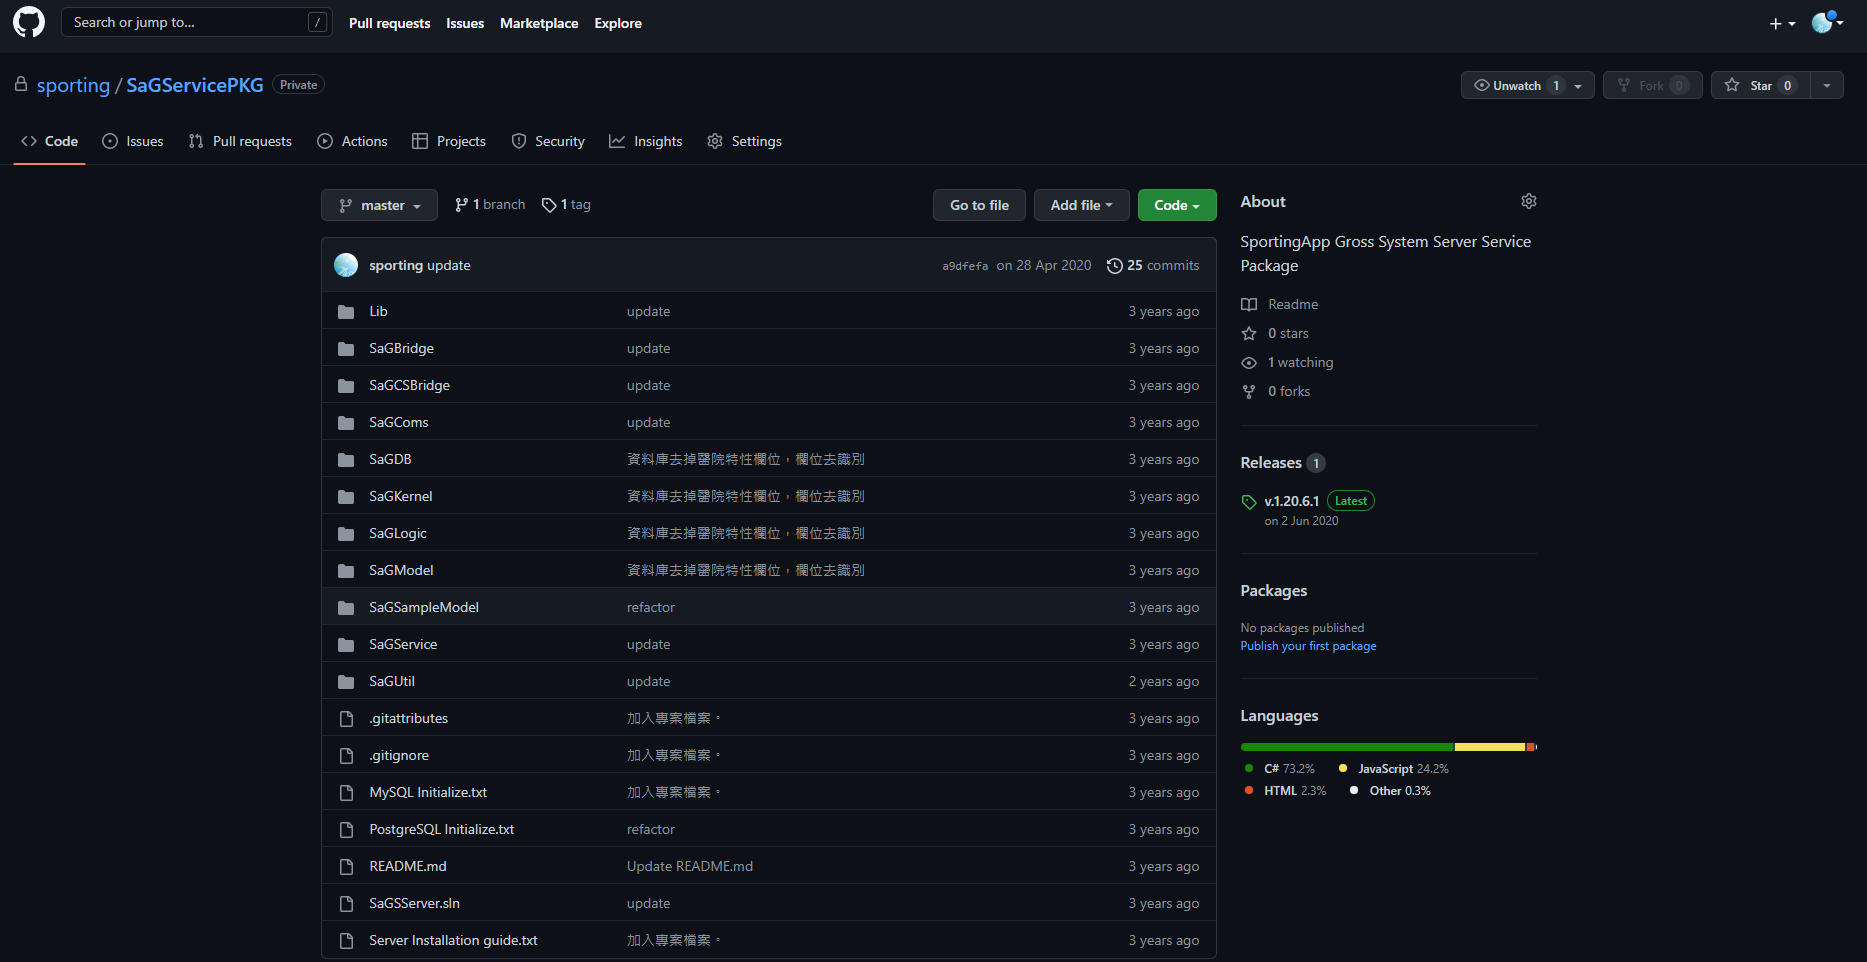 Search or jump to... /
Pull requests Issues Marketplace Explore
sporting / SaGServicePKG Private
Unwatch 1 Fork 0 Star 0
Code Issues Pull requests Actions Projects Security Insights Settings
master 1 branch 1 tag
Go to file Add file Code
sporting update a9dfefa on 28 Apr 2020 25 commits
Lib update 3 years ago
SaGBridge update 3 years ago
SaGCSBridge update 3 years ago
SaGComs update 3 years ago
SaGDB 資料庫去掉醫院特性欄位，欄位去識別 3 years ago
SaGKernel 資料庫去掉醫院特性欄位，欄位去識別 3 years ago
SaGLogic 資料庫去掉醫院特性欄位，欄位去識別 3 years ago
SaGModel 資料庫去掉醫院特性欄位，欄位去識別 3 years ago
SaGSampleModel refactor 3 years ago
SaGService update 3 years ago
SaGUtil update 2 years ago
.gitattributes 加入專案檔案。 3 years ago
.gitignore 加入專案檔案。 3 years ago
MySQL Initialize.txt 加入專案檔案。 3 years ago
PostgreSQL Initialize.txt refactor 3 years ago
README.md Update README.md 3 years ago
SaGSServer.sln update 3 years ago
Server Installation guide.txt 加入專案檔案。 3 years ago
About
SportingApp Gross System Server Service
Package
Readme
0 stars
1 watching
0 forks
Releases 1
v.1.20.6.1 Latest
on 2 Jun 2020
Packages
No packages published
Publish your first package
Languages
C# 73.2% JavaScript 24.2%
HTML 2.3% Other 0.3%